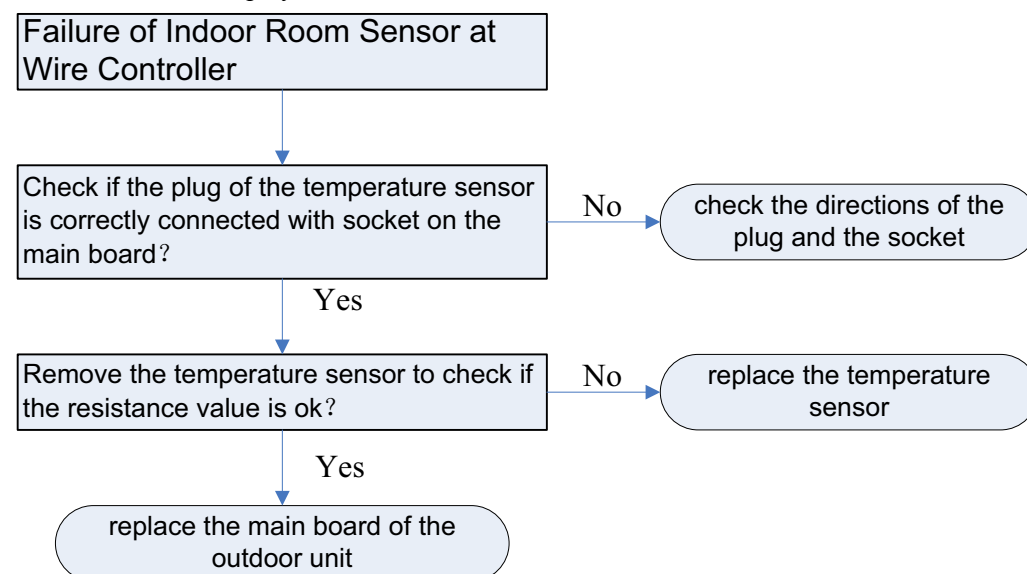 Failure of Indoor Room Sensor at
Wire Controller
Check if the plug of the temperature sensor
is correctly connected with socket on the
main board？
No
check the directions of the
plug and the socket
Yes
Remove the temperature sensor to check if
the resistance value is ok？
No
replace the temperature
sensor
Yes
replace the main board of the
outdoor unit